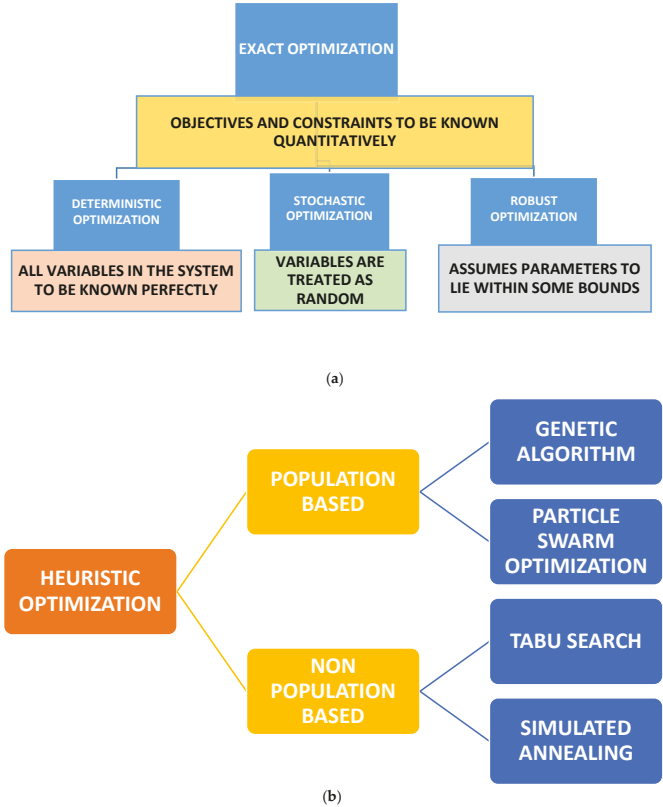 EXACT OPTIMIZATION
OBJECTIVES AND CONSTRAINTS TO BE KNOWN
QUANTITATIVELY
DETERMINISTIC
OPTIMIZATION
ALL VARIABLES IN THE SYSTEM
TO BE KNOWN PERFECTLY
STOCHASTIC
OPTIMIZATION
VARIABLES ARE
TREATED AS
RANDOM
ROBUST
OPTIMIZATION
ASSUMES PARAMETERS TO
LIE WITHIN SOME BOUNDS
(a)
HEURISTIC
OPTIMIZATION
POPULATION
BASED
GENETIC
ALGORITHM
PARTICLE
SWARM
OPTIMIZATION
NON
POPULATION
BASED
TABU SEARCH
SIMULATED
ANNEALING
(b)